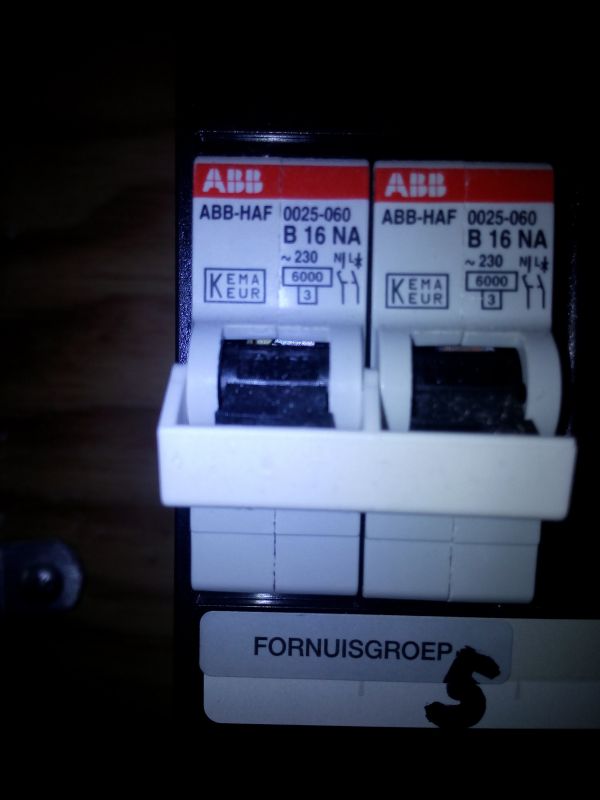 ABB
ABB-HAF 0025-060
B 16 NA
~ 230 N L
6000
3
KEMA
KEUR
ABB
ABB-HAF 0025-060
B 16 NA
~ 230 N L
6000
3
KEMA
KEUR
FORNUISGROEP
5